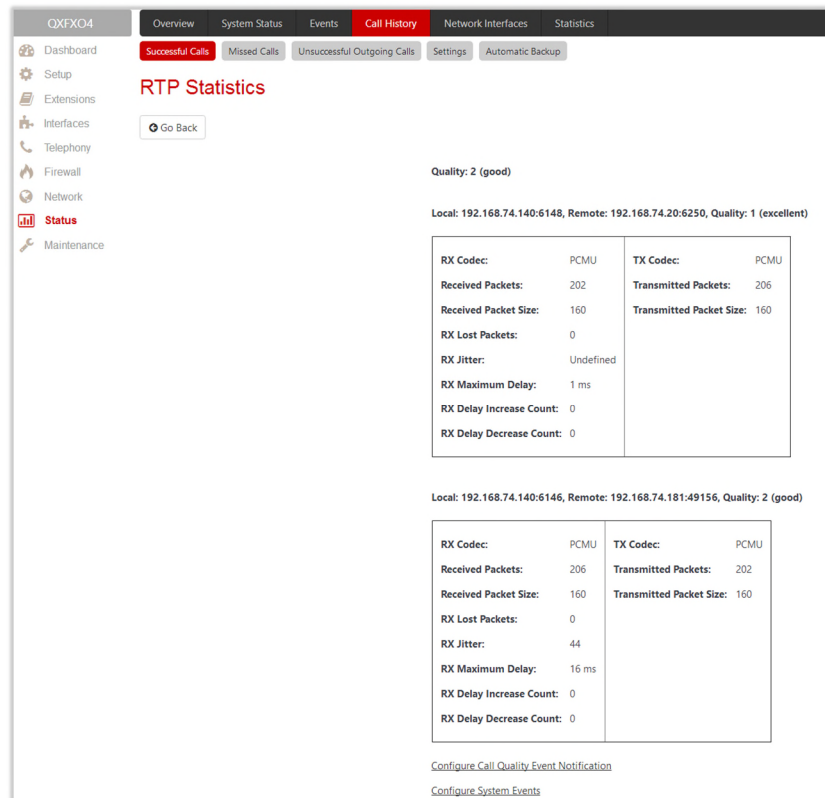 QXFXO4
Overview System Status Events Call History Network Interfaces Statistics
Dashboard
Setup
Extensions
Interfaces
Telephony
Firewall
Network
Status
Maintenance
Successful Calls Missed Calls Unsuccessful Outgoing Calls Settings Automatic Backup
RTP Statistics
Go Back
Quality: 2 (good)
Local: 192.168.74.140:6148, Remote: 192.168.74.20:6250, Quality: 1 (excellent)
RX Codec: PCMU TX Codec: PCMU
Received Packets: 202 Transmitted Packets: 206
Received Packet Size: 160 Transmitted Packet Size: 160
RX Lost Packets: 0
RX Jitter: Undefined
RX Maximum Delay: 1 ms
RX Delay Increase Count: 0
RX Delay Decrease Count: 0
Local: 192.168.74.140:6146, Remote: 192.168.74.181:49156, Quality: 2 (good)
RX Codec: PCMU TX Codec: PCMU
Received Packets: 206 Transmitted Packets: 202
Received Packet Size: 160 Transmitted Packet Size: 160
RX Lost Packets: 0
RX Jitter: 44
RX Maximum Delay: 16 ms
RX Delay Increase Count: 0
RX Delay Decrease Count: 0
Configure Call Quality Event Notification
Configure System Events